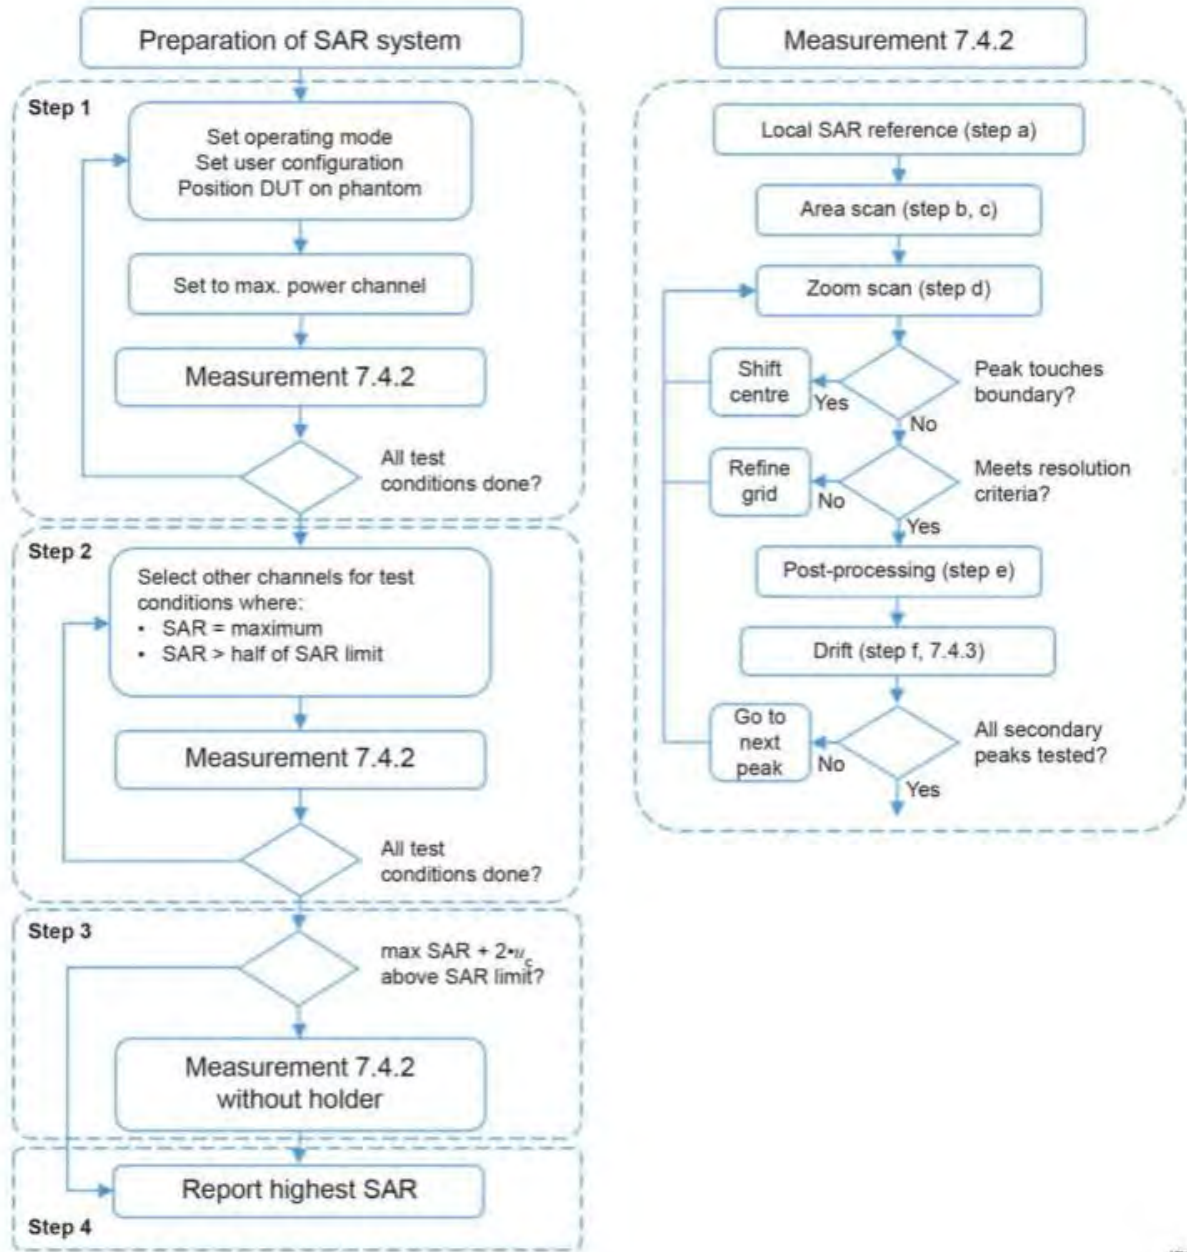 Preparation of SAR system
Step 1
Set operating mode
Set user configuration
Position DUT on phantom
Set to max. power channel
Measurement 7.4.2
All test
conditions done?
Step 2
Select other channels for test
conditions where:
• SAR = maximum
• SAR > half of SAR limit
Measurement 7.4.2
All test
conditions done?
Step 3
max SAR + 2•uc
above SAR limit?
Measurement 7.4.2
without holder
Report highest SAR
Step 4
Measurement 7.4.2
Local SAR reference (step a)
Area scan (step b, c)
Zoom scan (step d)
Shift
centre
Yes
Peak touches
boundary?
No
Refine
grid
No
Meets resolution
criteria?
Yes
Post-processing (step e)
Drift (step f, 7.4.3)
Go to
next
peak
No
All secondary
peaks tested?
Yes